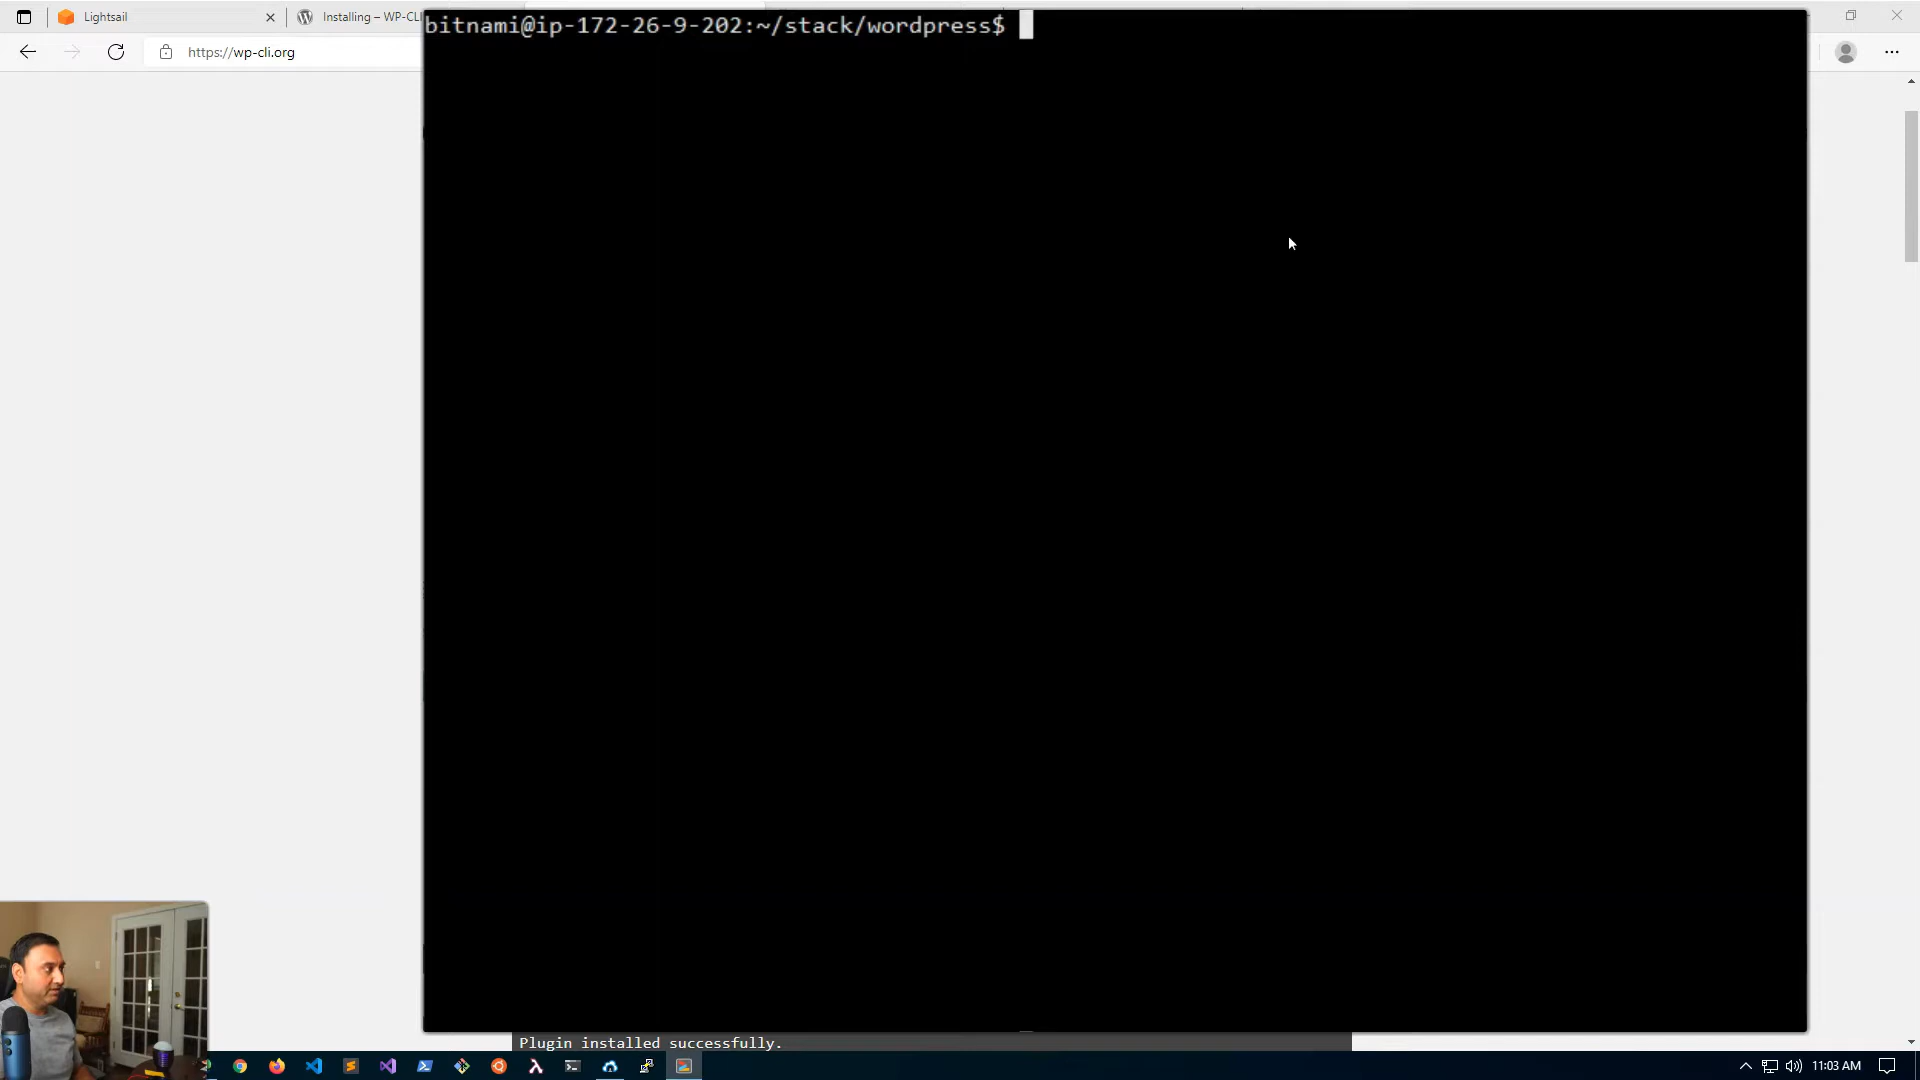 Lightsail
Installing – WP-CLI
https://wp-cli.org
bitnami@ip-172-26-9-202:~/stack/wordpress$
Plugin installed successfully.
11:03 AM